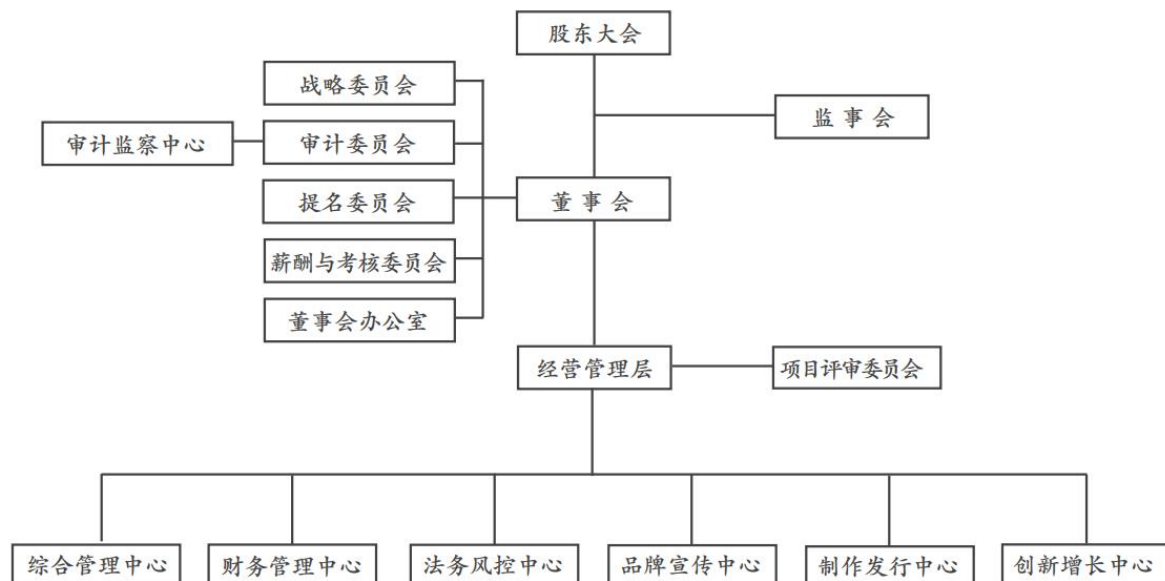 股东大会
战略委员会
监事会
审计监察中心
审计委员会
提名委员会
董事会
薪酬与考核委员会
董事会办公室
经营管理层
项目评审委员会
综合管理中心
财务管理中心
法务风控中心
品牌宣传中心
制作发行中心
创新增长中心